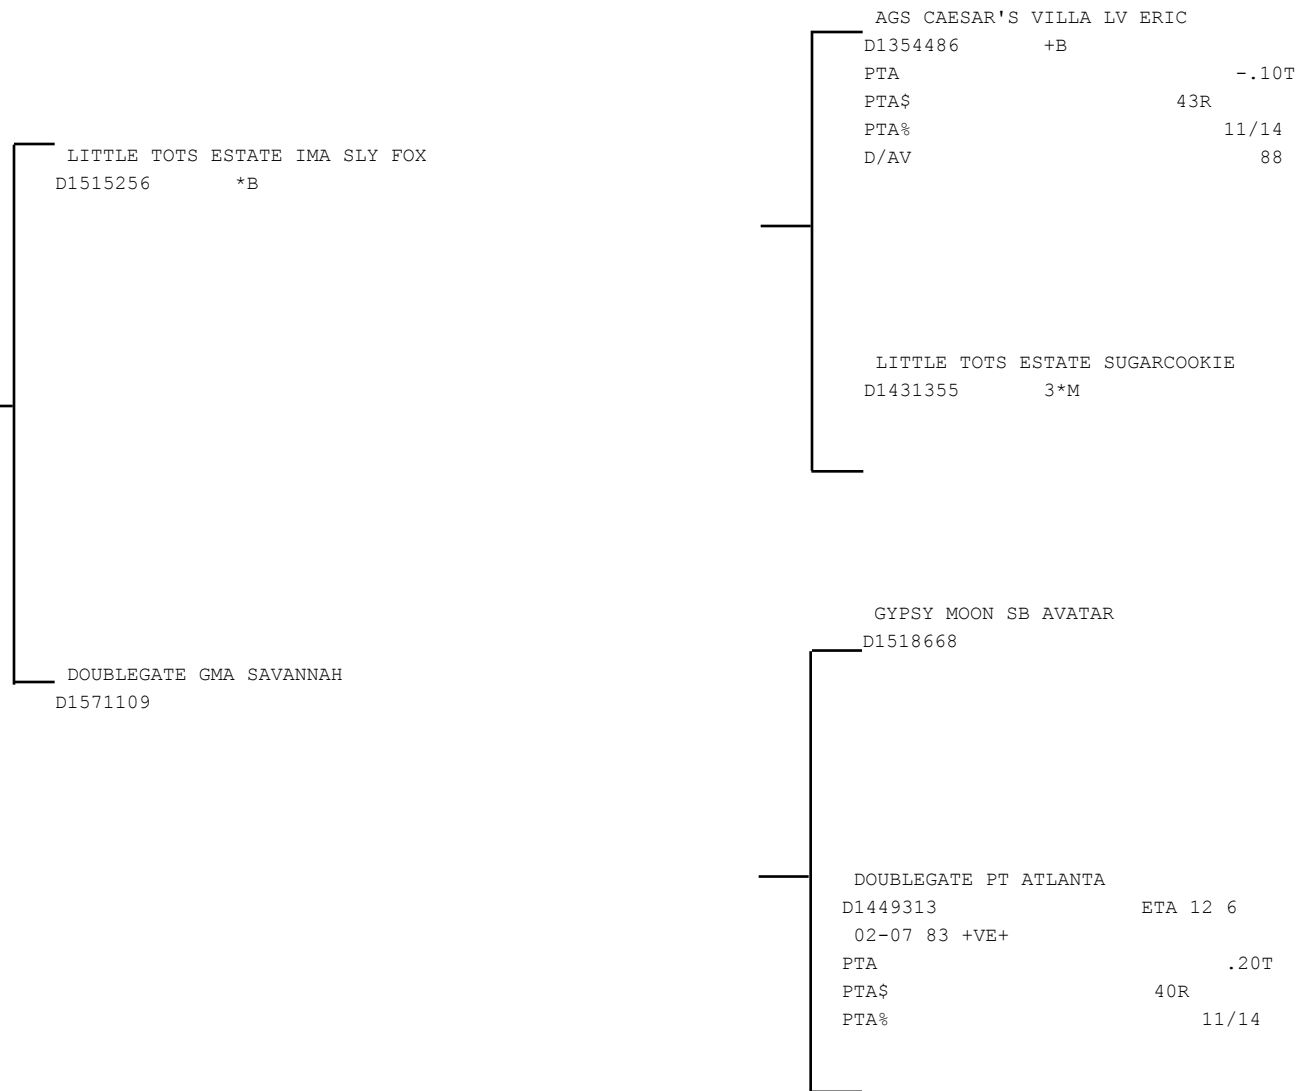 AGS CAESAR'S VILLA LV ERIC
D1354486 +B
PTA -.10T
PTA$ 43R
PTA% 11/14
D/AV 88
LITTLE TOTS ESTATE IMA SLY FOX
D1515256 *B
LITTLE TOTS ESTATE SUGARCOOKIE
D1431355 3*M
GYPSY MOON SB AVATAR
D1518668
DOUBLEGATE GMA SAVANNAH
D1571109
DOUBLEGATE PT ATLANTA
D1449313 ETA 12 6
02-07 83 +VE+
PTA .20T
PTA$ 40R
PTA% 11/14